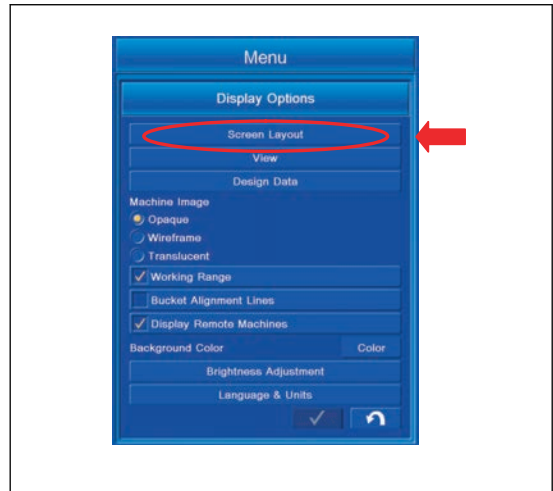 Menu
Display Options
Screen Layout
View
Design Data
Machine Image
Opaque
Wireframe
Translucent
Working Range
Bucket Alignment Lines
Display Remote Machines
Background Color Color
Brightness Adjustment
Language & Units